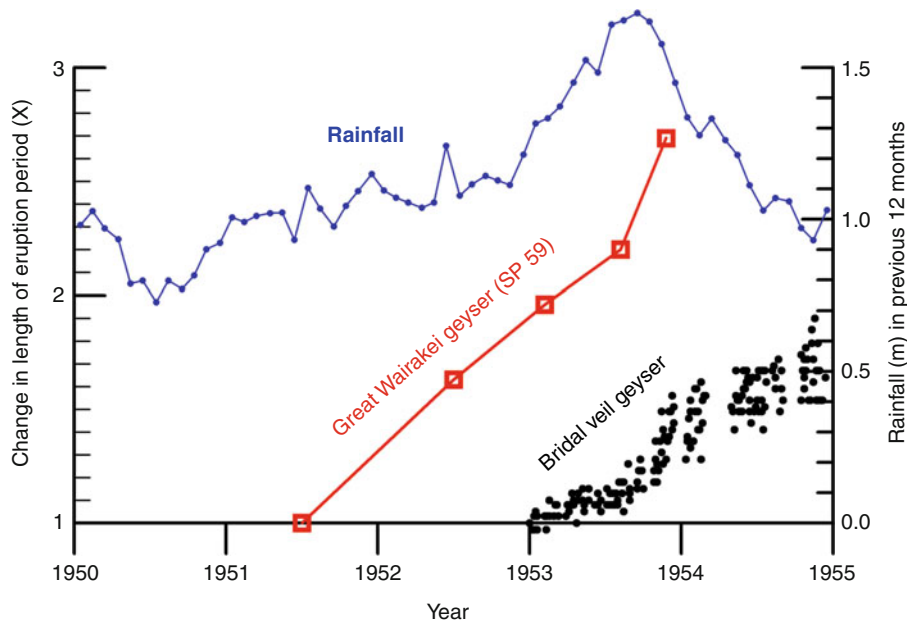 Change in length of eruption period (X)
3
2
1
Rainfall
Great Wairakei geyser (SP 59)
Bridal veil geyser
1.5
1.0
0.5
0.0
Rainfall (m) in previous 12 months
1950
1951
1952
1953
1954
1955
Year